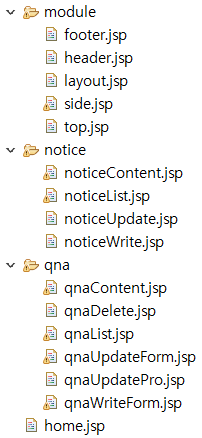 module
footer.jsp
header.jsp
layout.jsp
side.jsp
top.jsp
notice
noticeContent.jsp
noticeList.jsp
noticeUpdate.jsp
noticeWrite.jsp
qna
qnaContent.jsp
qnaDelete.jsp
qnaList.jsp
qnaUpdateForm.jsp
qnaUpdatePro.jsp
qnaWriteForm.jsp
home.jsp